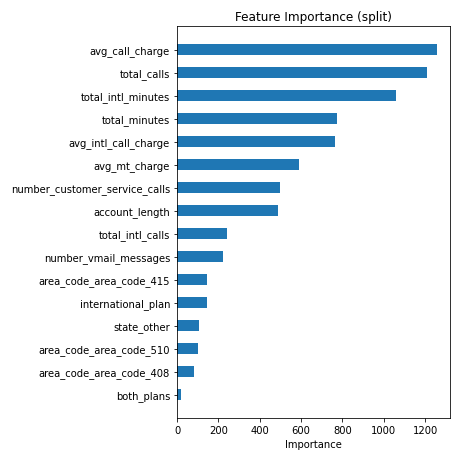 Feature Importance (split)
avg_call_charge
total_calls
total_intl_minutes
total_minutes
avg_intl_call_charge
avg_mt_charge
number_customer_service_calls
account_length
total_intl_calls
number_vmail_messages
area_code_area_code_415
international_plan
state_other
area_code_area_code_510
area_code_area_code_408
both_plans
0 200 400 600 800 1000 1200
Importance